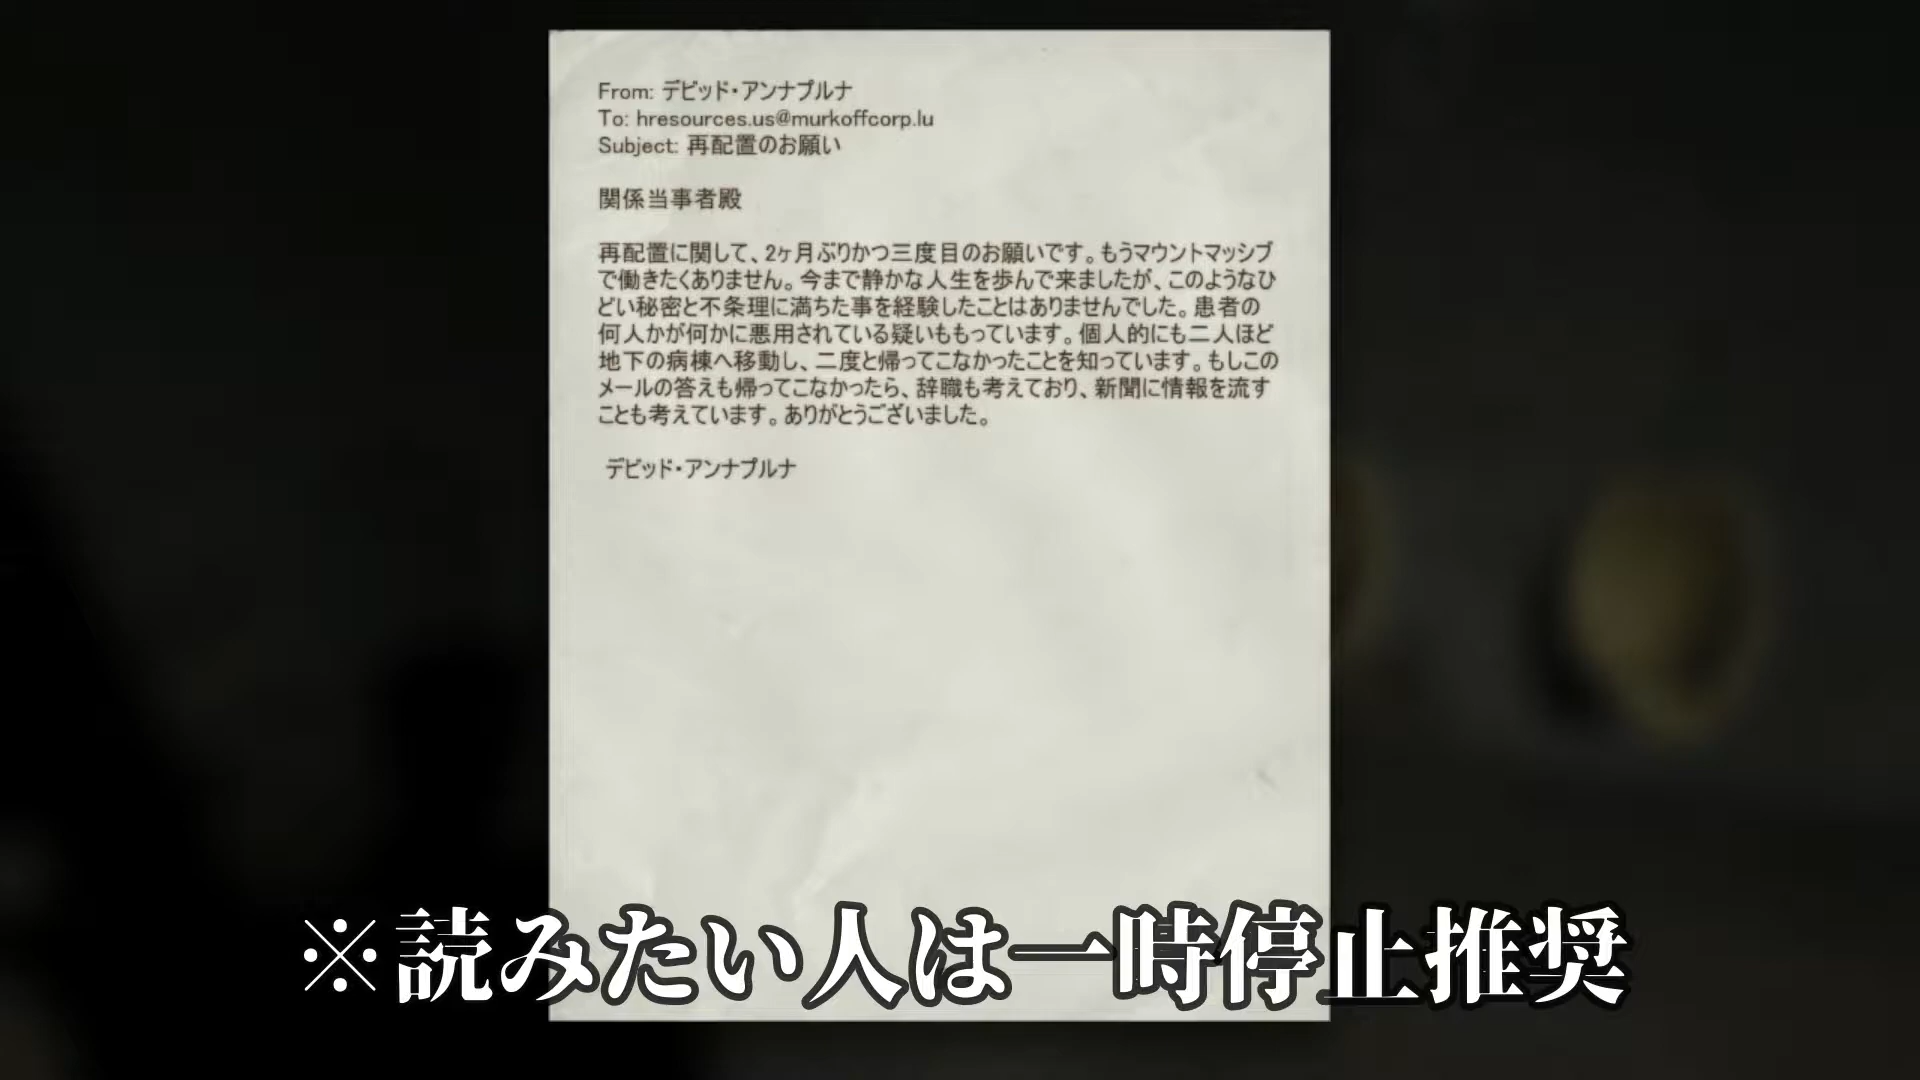 From: デビッド・アンナプルナ
To: hresources.us@murkoffcorp.lu
Subject: 再配置のお願い
関係当事者殿
再配置に関して、2ヶ月ぶりかつ三度目のお願いです。もうマウントマッシブ
で働きたくありません。今まで静かな人生を歩んで来ましたが、このようなひ
どい秘密と不条理に満ちた事を経験したことはありませんでした。患者の
何人かが何かに悪用されている疑いももっています。個人的にも二人ほど
地下の病棟へ移動し、二度と帰ってこなかったことを知っています。もしこの
メールの答えも帰ってこなかったら、辞職も考えており、新聞に情報を流す
ことも考えています。ありがとうございました。
デビッド・アンナプルナ
※読みたい人は一時停止推奨